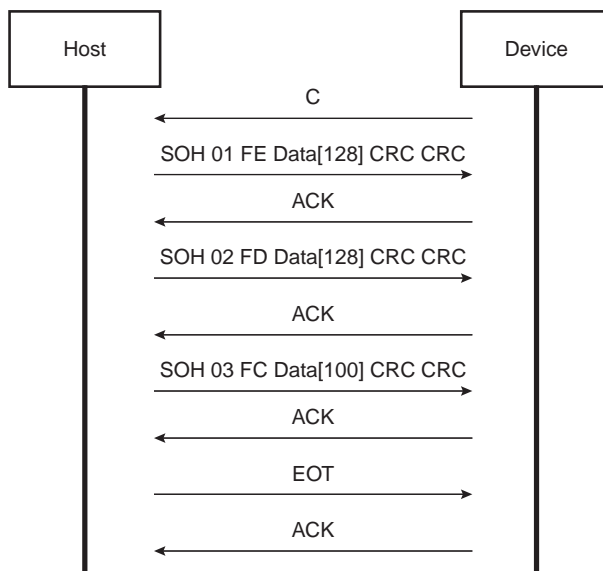 Host
Device
C
SOH 01 FE Data[128] CRC CRC
ACK
SOH 02 FD Data[128] CRC CRC
ACK
SOH 03 FC Data[100] CRC CRC
ACK
EOT
ACK